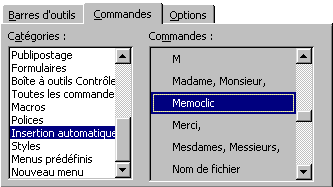 Barres d'outils Commandes Options
Catégories : Commandes :
Publipostage
Formulaires
Boîte à outils Contrôle
Toutes les commande
Macros
Polices
Insertion automatique
Styles
Menus prédéfinis
Nouveau menu
M
Madame, Monsieur,
Memoclic
Merci,
Mesdames, Messieurs,
Nom de fichier